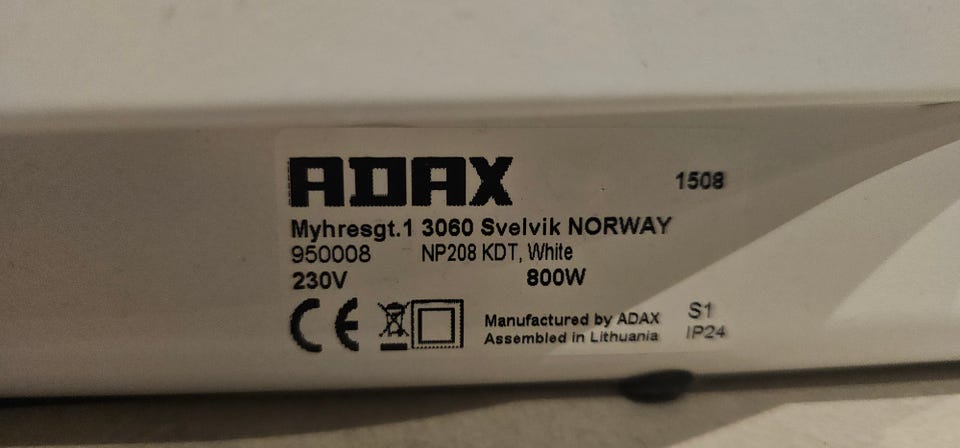 ADAX
1508
Myhresgt.1 3060 Svelvik NORWAY
950008 NP208 KDT, White
230V 800W
CE
Manufactured by ADAX S1
Assembled in Lithuania IP24